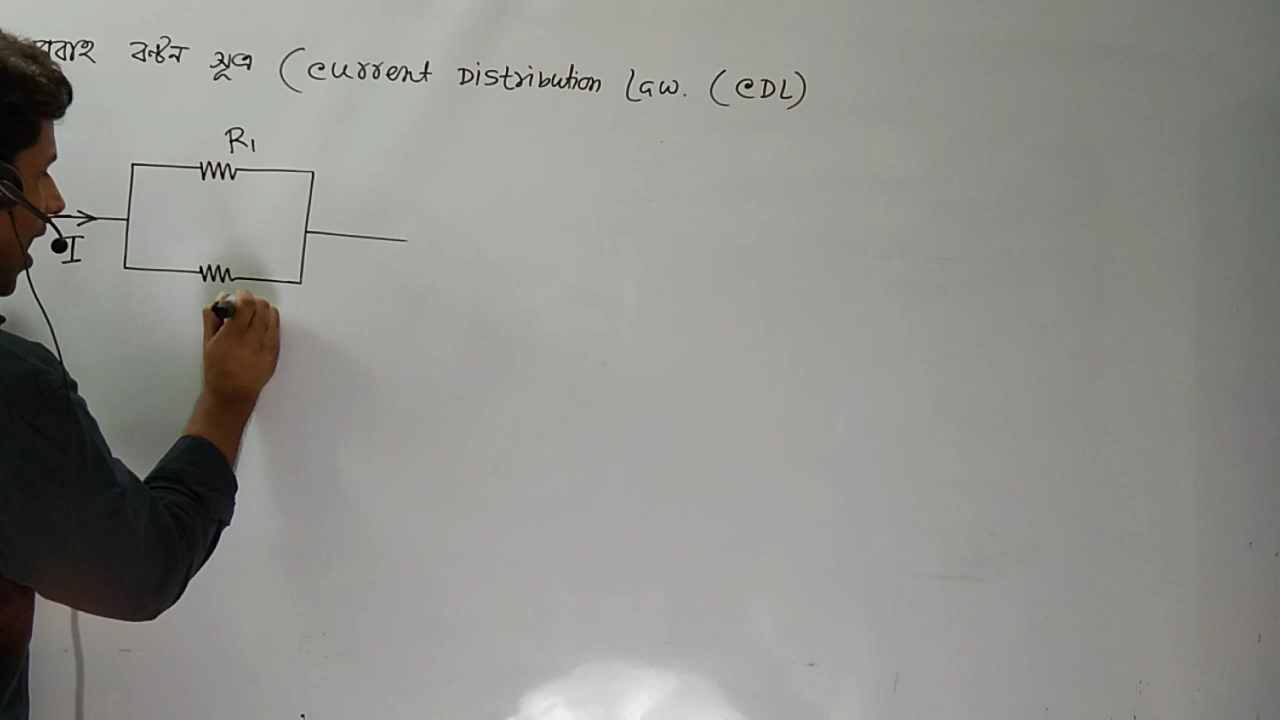 বন্টন সূত্র (Current Distribution Law. (CDL)
R1
I